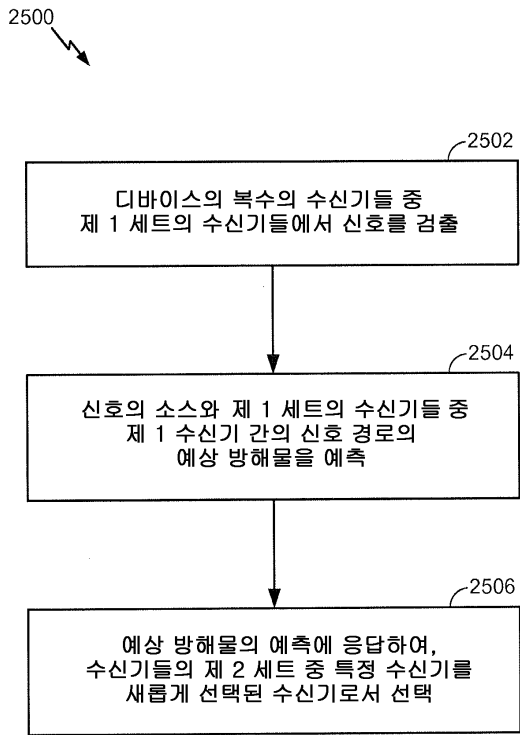 2500
2502
디바이스의 복수의 수신기들 중
제 1 세트의 수신기들에서 신호를 검출
2504
신호의 소스와 제 1 세트의 수신기들 중
제 1 수신기 간의 신호 경로의
예상 방해물을 예측
2506
예상 방해물의 예측에 응답하여,
수신기들의 제 2 세트 중 특정 수신기를
새롭게 선택된 수신기로서 선택